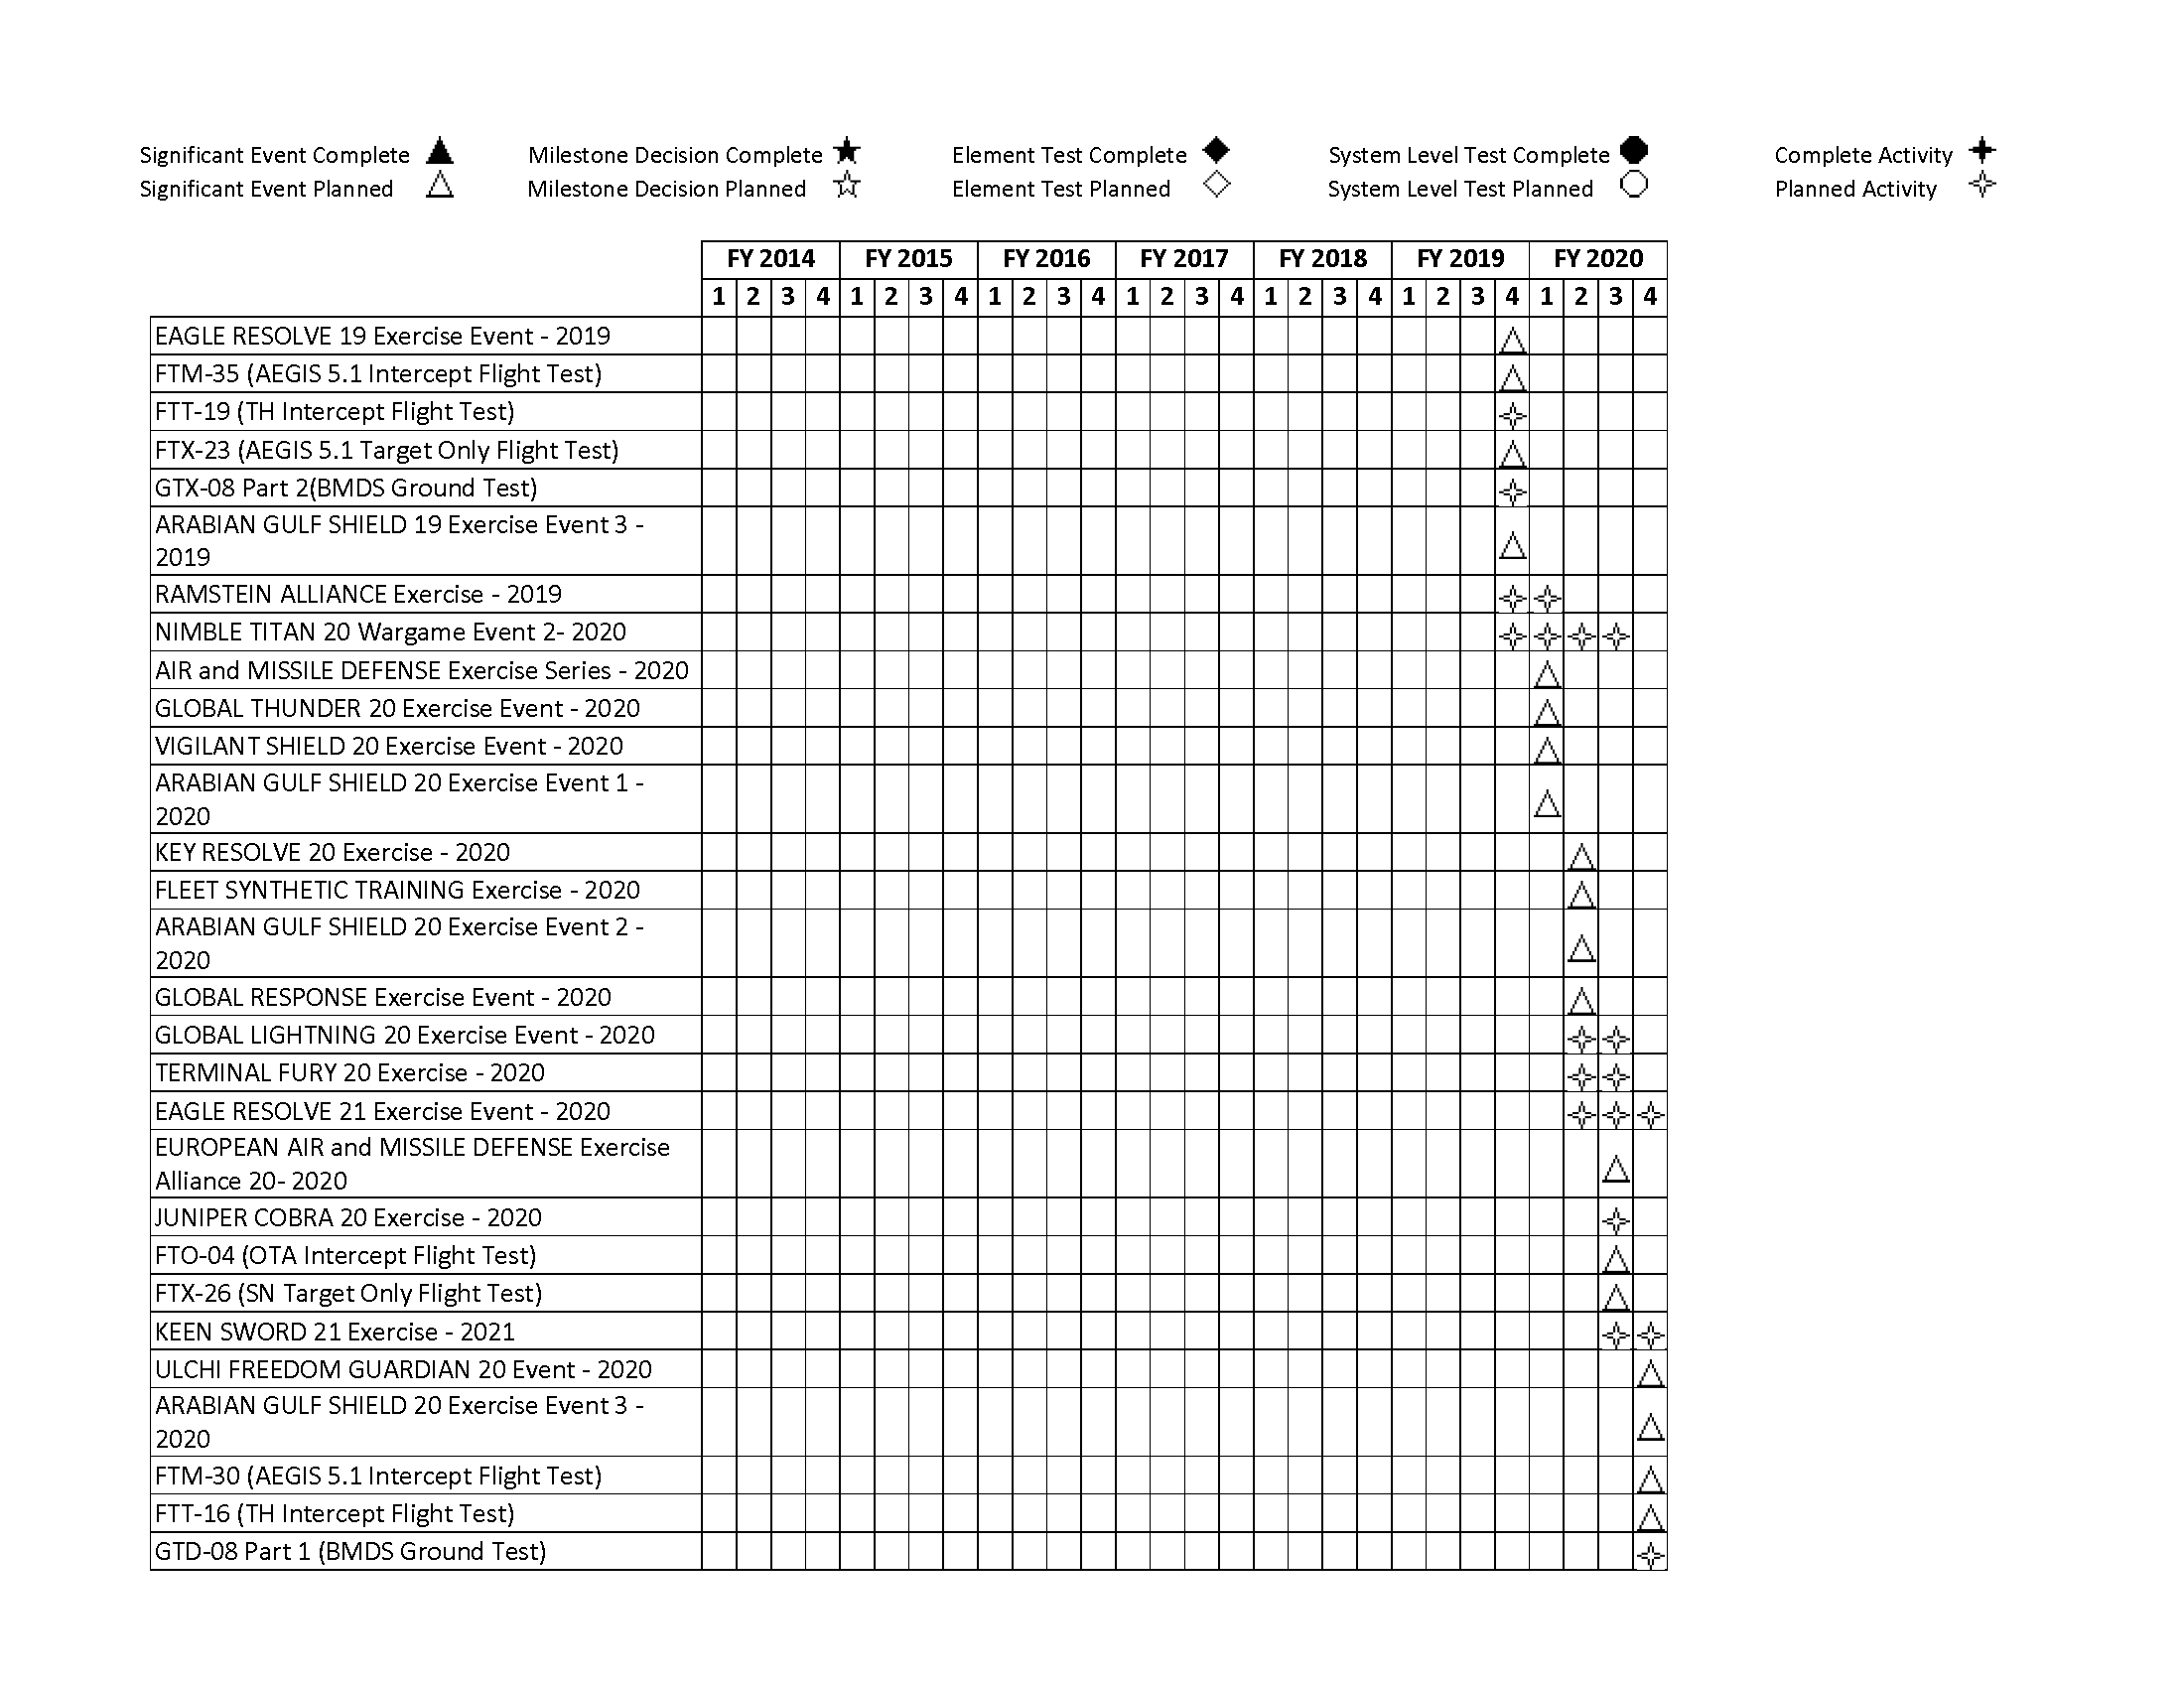 Significant Event Complete Milestone Decision Complete Element Test Complete System Level Test Complete Complete Activity
Significant Event Planned Milestone Decision Planned Element Test Planned System Level Test Planned Planned Activity
FY 2014 FY 2015 FY 2016 FY 2017 FY 2018 FY 2019 FY 2020
1 2 3 4 1 2 3 4 1 2 3 4 1 2 3 4 1 2 3 4 1 2 3 4 1 2 3 4
EAGLE RESOLVE 19 Exercise Event - 2019
FTM-35 (AEGIS 5.1 Intercept Flight Test)
FTT-19 (TH Intercept Flight Test)
FTX-23 (AEGIS 5.1 Target Only Flight Test)
GTX-08 Part 2(BMDS Ground Test)
ARABIAN GULF SHIELD 19 Exercise Event 3 -
2019
RAMSTEIN ALLIANCE Exercise - 2019
NIMBLE TITAN 20 Wargame Event 2- 2020
AIR and MISSILE DEFENSE Exercise Series - 2020
GLOBAL THUNDER 20 Exercise Event - 2020
VIGILANT SHIELD 20 Exercise Event - 2020
ARABIAN GULF SHIELD 20 Exercise Event 1 -
2020
KEY RESOLVE 20 Exercise - 2020
FLEET SYNTHETIC TRAINING Exercise - 2020
ARABIAN GULF SHIELD 20 Exercise Event 2 -
2020
GLOBAL RESPONSE Exercise Event - 2020
GLOBAL LIGHTNING 20 Exercise Event - 2020
TERMINAL FURY 20 Exercise - 2020
EAGLE RESOLVE 21 Exercise Event - 2020
EUROPEAN AIR and MISSILE DEFENSE Exercise
Alliance 20- 2020
JUNIPER COBRA 20 Exercise - 2020
FTO-04 (OTA Intercept Flight Test)
FTX-26 (SN Target Only Flight Test)
KEEN SWORD 21 Exercise - 2021
ULCHI FREEDOM GUARDIAN 20 Event - 2020
ARABIAN GULF SHIELD 20 Exercise Event 3 -
2020
FTM-30 (AEGIS 5.1 Intercept Flight Test)
FTT-16 (TH Intercept Flight Test)
GTD-08 Part 1 (BMDS Ground Test)